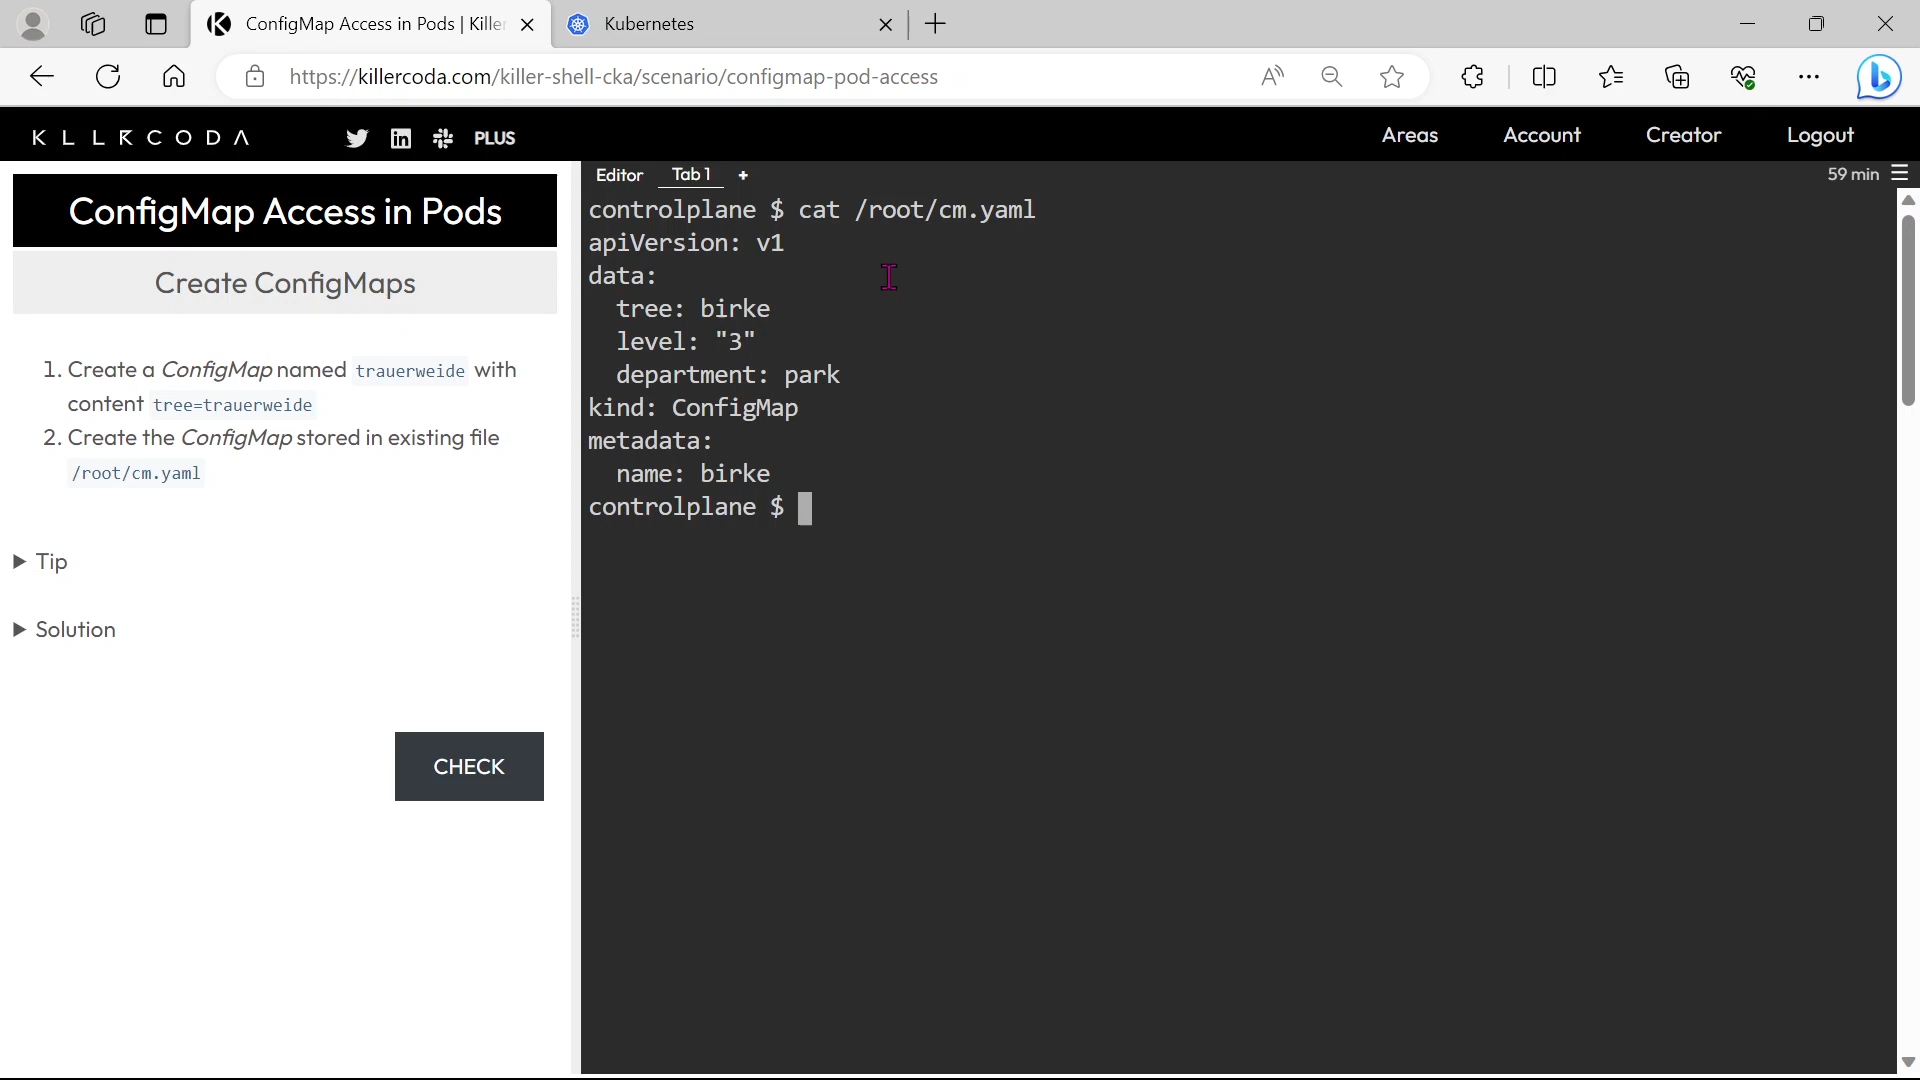 ConfigMap Access in Pods | Killer
Kubernetes
https://killercoda.com/killer-shell-cka/scenario/configmap-pod-access
KLLRCODA
PLUS
Areas
Account
Creator
Logout
ConfigMap Access in Pods
Create ConfigMaps
1. Create a ConfigMap named trauerweide with
content tree=trauerweide
2. Create the ConfigMap stored in existing file
/root/cm.yaml
Tip
Solution
CHECK
Editor
Tab 1
+
59 min
controlplane $ cat /root/cm.yaml
apiVersion: v1
data:
  tree: birke
  level: "3"
  department: park
kind: ConfigMap
metadata:
  name: birke
controlplane $